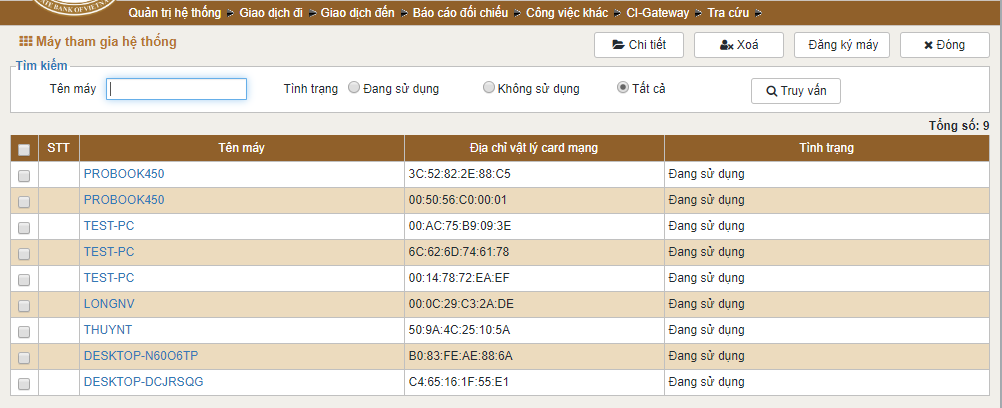 ATE BANK OF VIETNA
Quản trị hệ thống Giao dịch đi Giao dịch đến Báo cáo đối chiếu Công việc khác CI-Gateway Tra cứu
Máy tham gia hệ thống
Chi tiết Xoá Đăng ký máy Đóng
Tìm kiếm
Tên máy Tình trạng Đang sử dụng Không sử dụng Tất cả Truy vấn
Tổng số: 9
STT Tên máy Địa chỉ vật lý card mạng Tình trạng
PROBOOK450 3C:52:82:2E:88:C5 Đang sử dụng
PROBOOK450 00:50:56:C0:00:01 Đang sử dụng
TEST-PC 00:AC:75:B9:09:3E Đang sử dụng
TEST-PC 6C:62:6D:74:61:78 Đang sử dụng
TEST-PC 00:14:78:72:EA:EF Đang sử dụng
LONGNV 00:0C:29:C3:2A:DE Đang sử dụng
THUYNT 50:9A:4C:25:10:5A Đang sử dụng
DESKTOP-N60O6TP B0:83:FE:AE:88:6A Đang sử dụng
DESKTOP-DCJRSQG C4:65:16:1F:55:E1 Đang sử dụng